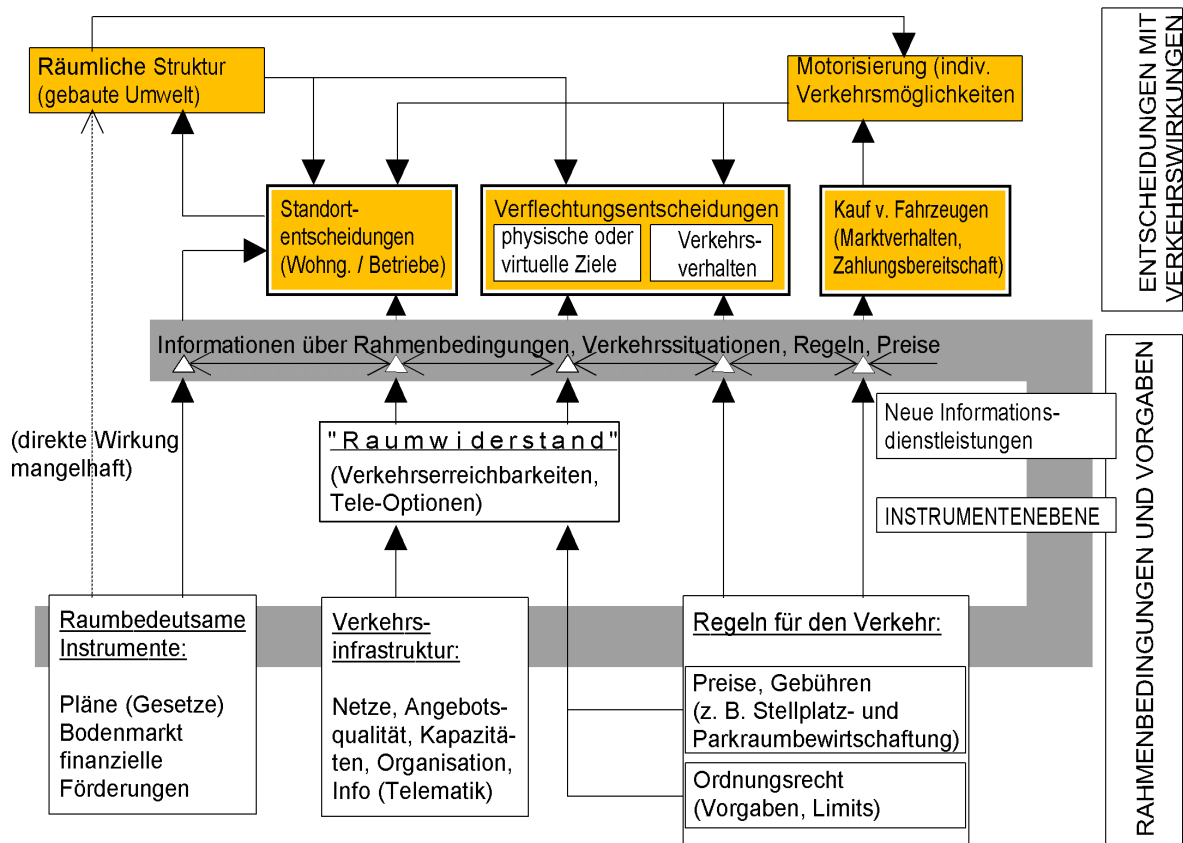 Räumliche Struktur
(gebaute Umwelt)
Motorisierung (indiv.
Verkehrsmöglichkeiten
ENTSCHEIDUNGEN MIT
VERKEHRSWIRKUNGEN
Standort-
entscheidungen
(Wohng. / Betriebe)
Verflechtungsentscheidungen
physische oder
virtuelle Ziele
Verkehrs-
verhalten
Kauf v. Fahrzeugen
(Marktverhalten,
Zahlungsbereitschaft)
Informationen über Rahmenbedingungen, Verkehrssituationen, Regeln, Preise
(direkte Wirkung
mangelhaft)
"Raumwiderstand"
(Verkehrserreichbarkeiten,
Tele-Optionen)
Neue Informations-
dienstleistungen
INSTRUMENTENEBENE
RAHMENBEDINGUNGEN UND VORGABEN
Raumbedeutsame
Instrumente:
Pläne (Gesetze)
Bodenmarkt
finanzielle
Förderungen
Verkehrs-
infrastruktur:
Netze, Angebots-
qualität, Kapazitä-
ten, Organisation,
Info (Telematik)
Regeln für den Verkehr:
Preise, Gebühren
(z. B. Stellplatz- und
Parkraumbewirtschaftung)
Ordnungsrecht
(Vorgaben, Limits)